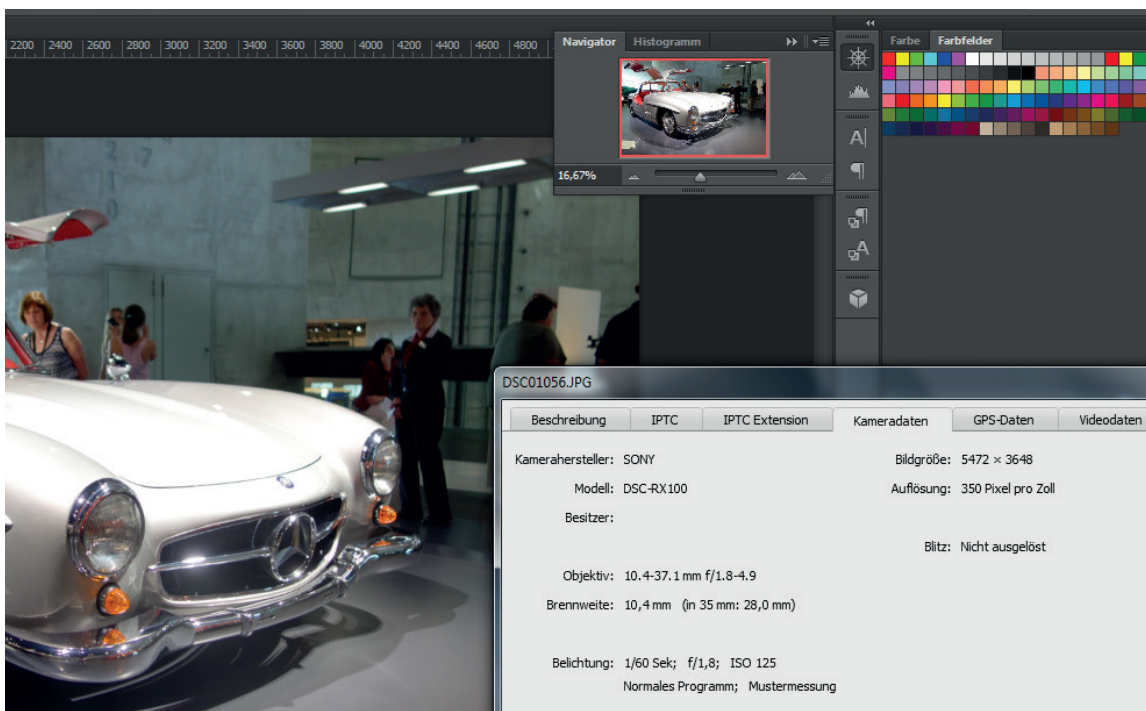 2200 2400 2600 2800 3000 3200 3400 3600 3800 4000 4200 4400 4600 4800
Navigator Histogramm
16,67%
Farbe Farbfelder
DSC01056.JPG
Beschreibung IPTC IPTC Extension Kameradaten GPS-Daten Videodaten
Kamerahersteller: SONY
Modell: DSC-RX100
Besitzer:
Objektiv: 10.4-37.1 mm f/1.8-4.9
Brennweite: 10,4 mm (in 35 mm: 28,0 mm)
Belichtung: 1/60 Sek; f/1,8; ISO 125
Normales Programm; Mustermessung
Bildgröße: 5472 × 3648
Auflösung: 350 Pixel pro Zoll
Blitz: Nicht ausgelöst